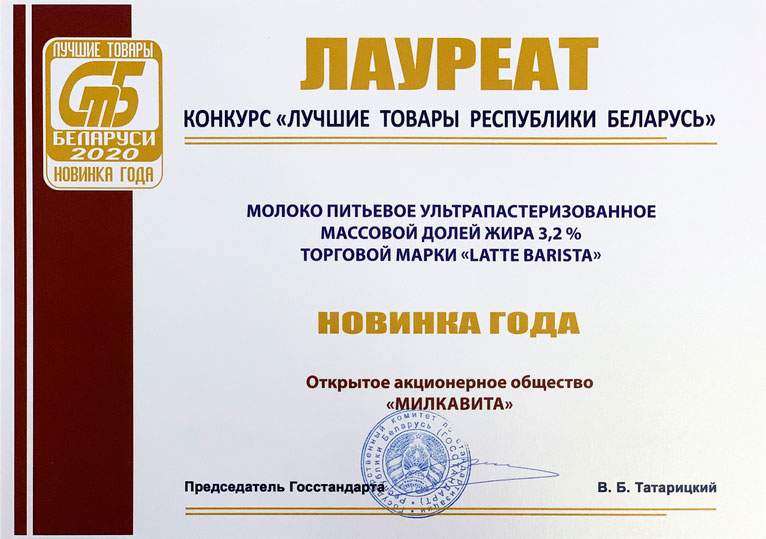 ЛУЧШИЕ ТОВАРЫ
СтБ
БЕЛАРУСИ
2020
НОВИНКА ГОДА
ЛАУРЕАТ
КОНКУРС «ЛУЧШИЕ ТОВАРЫ РЕСПУБЛИКИ БЕЛАРУСЬ»
МОЛОКО ПИТЬЕВОЕ УЛЬТРАПАСТЕРИЗОВАННОЕ
МАССОВОЙ ДОЛЕЙ ЖИРА 3,2 %
ТОРГОВОЙ МАРКИ «LATTE BARISTA»
НОВИНКА ГОДА
Открытое акционерное общество
«МИЛКАВИТА»
Государственный комитет по стандартизации
Республики Беларусь (ГОССТАНДАРТ)
Председатель Госстандарта
В. Б. Татарицкий